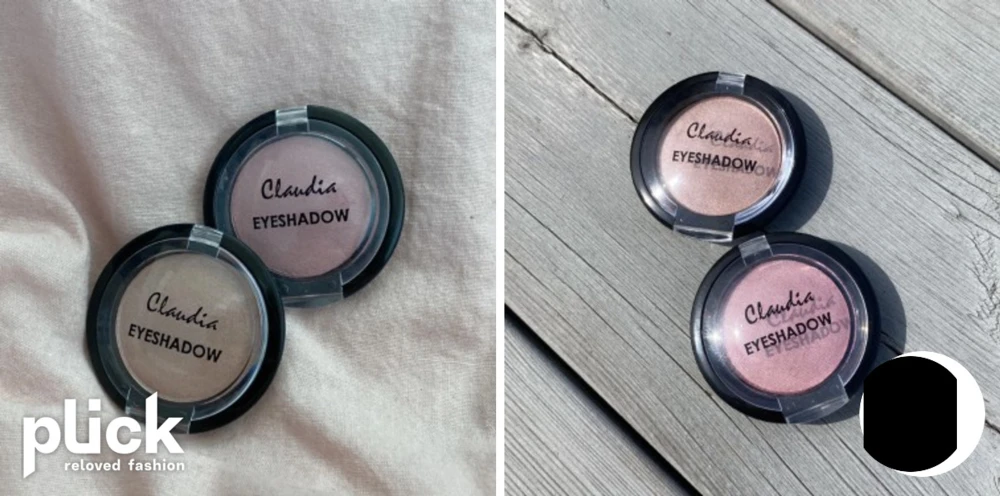 Claudia
EYESHADOW
Claudia
EYESHADOW
plick
reloved fashion
Claudia
EYESHADOW
Claudia
EYESHADOW